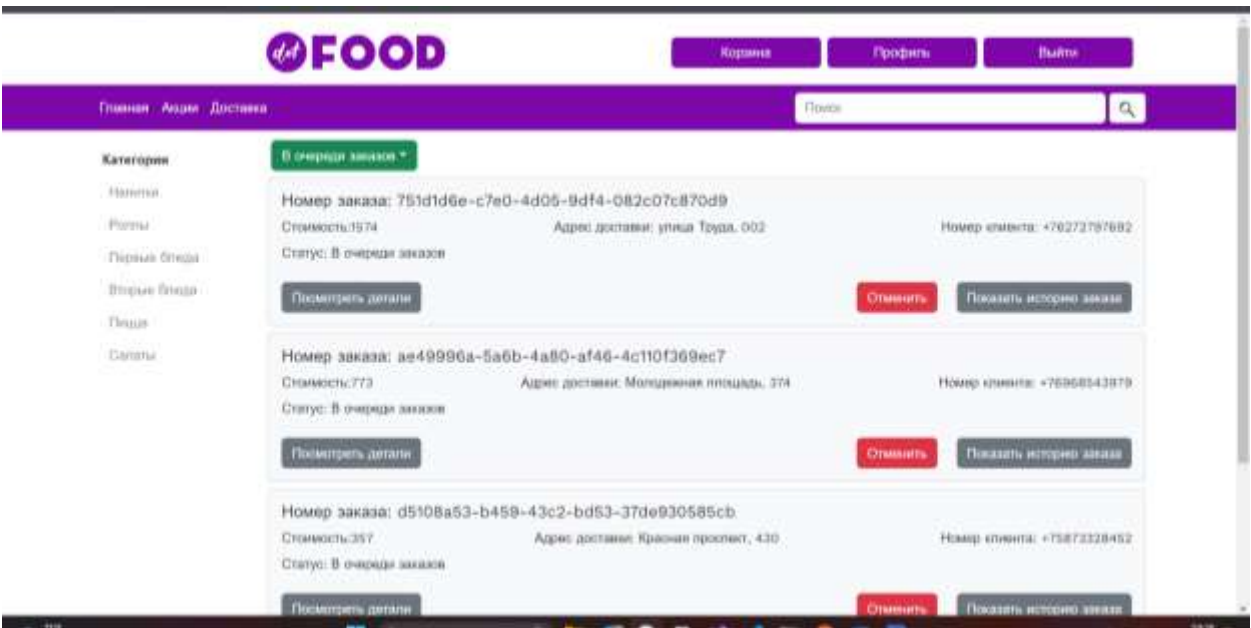 dot FOOD
Корзина Профиль Выйти
Главная Акции Доставка Поиск
Категории
В очереди заказов
Напитки
Роллы
Первые блюда
Вторые блюда
Пицца
Салаты
Номер заказа: 751d1d6e-c7e0-4d05-9df4-082c07c870d9
Стоимость:1574 Адрес доставки: улица Труда, 002 Номер клиента: +76272797692
Статус: В очереди заказов
Посмотреть детали Отменить Показать историю заказа
Номер заказа: ae49996a-5a6b-4a80-af46-4c110f369ec7
Стоимость:773 Адрес доставки: Молодежная площадь, 374 Номер клиента: +76968543979
Статус: В очереди заказов
Посмотреть детали Отменить Показать историю заказа
Номер заказа: d5108a53-b459-43c2-bd53-37de930585cb
Стоимость:357 Адрес доставки: Красная проспект, 430 Номер клиента: +75873328452
Статус: В очереди заказов
Посмотреть детали Отменить Показать историю заказа